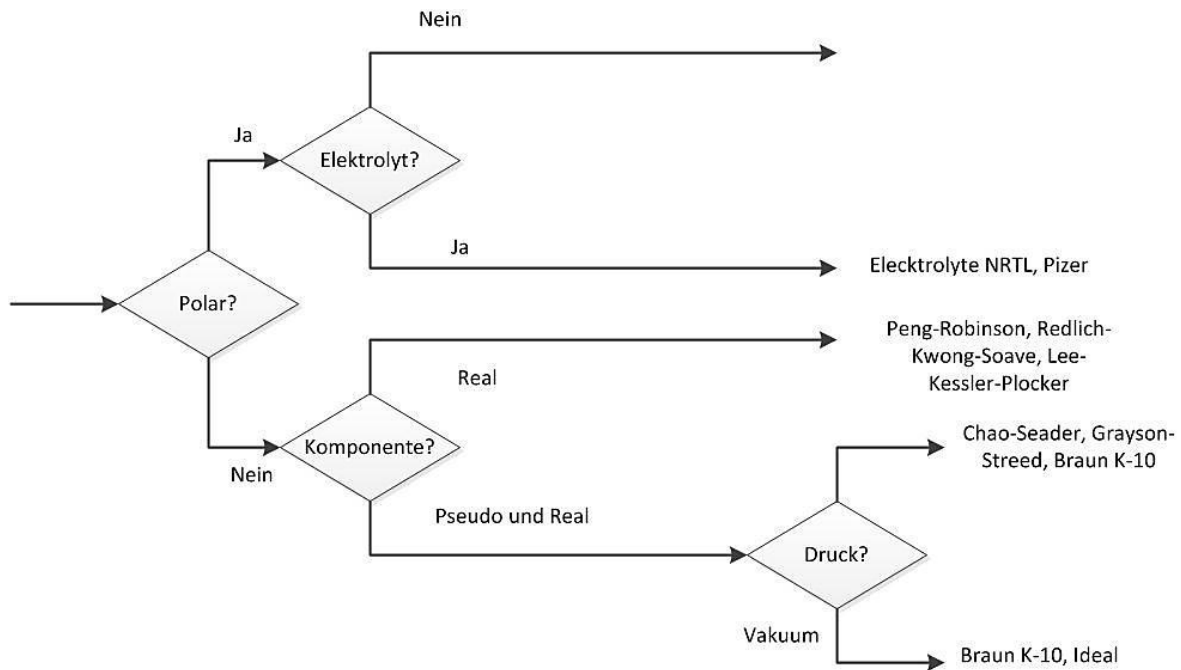 Nein
Ja
Elektrolyt?
Ja
Elecktrolyte NRTL, Pizer
Polar?
Peng-Robinson, Redlich-
Kwong-Soave, Lee-
Kessler-Plocker
Real
Komponente?
Nein
Chao-Seader, Grayson-
Streed, Braun K-10
Pseudo und Real
Druck?
Vakuum
Braun K-10, Ideal